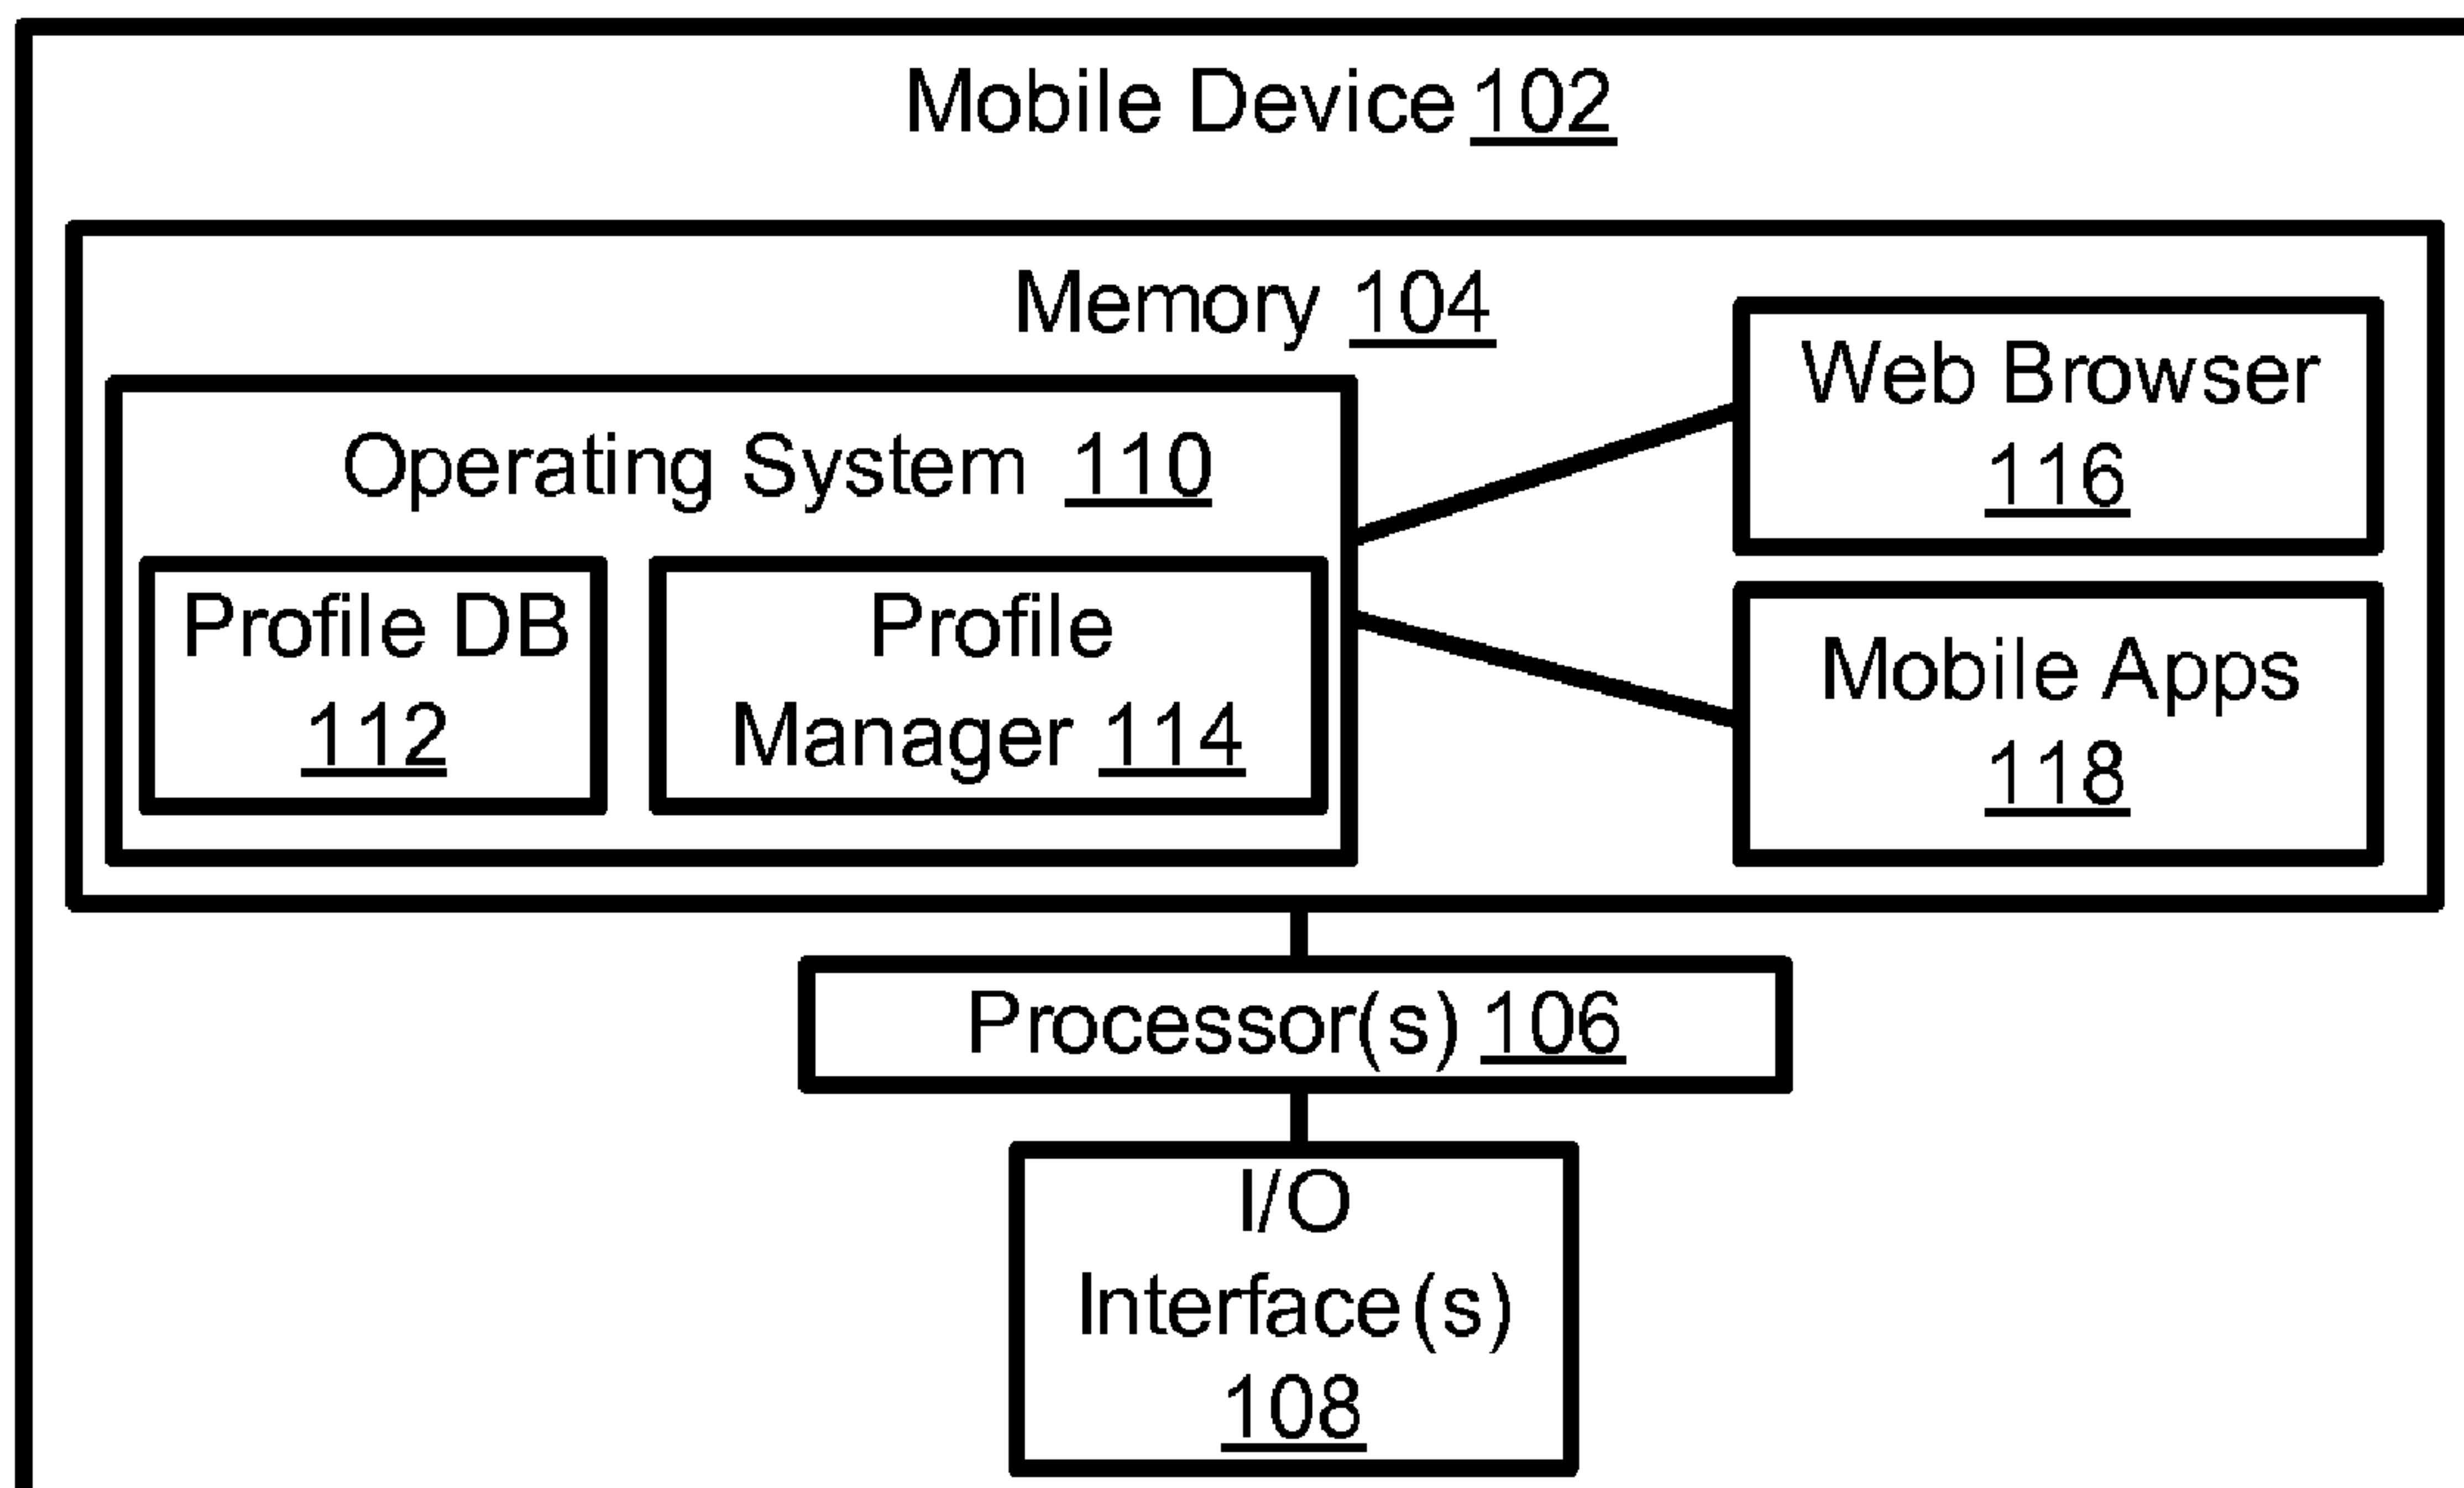 Mobile Device 102
Memory 104
Operating System 110
Profile DB
112
Profile
Manager 114
Web Browser
116
Mobile Apps
118
Processor(s) 106
I/O
Interface(s)
108